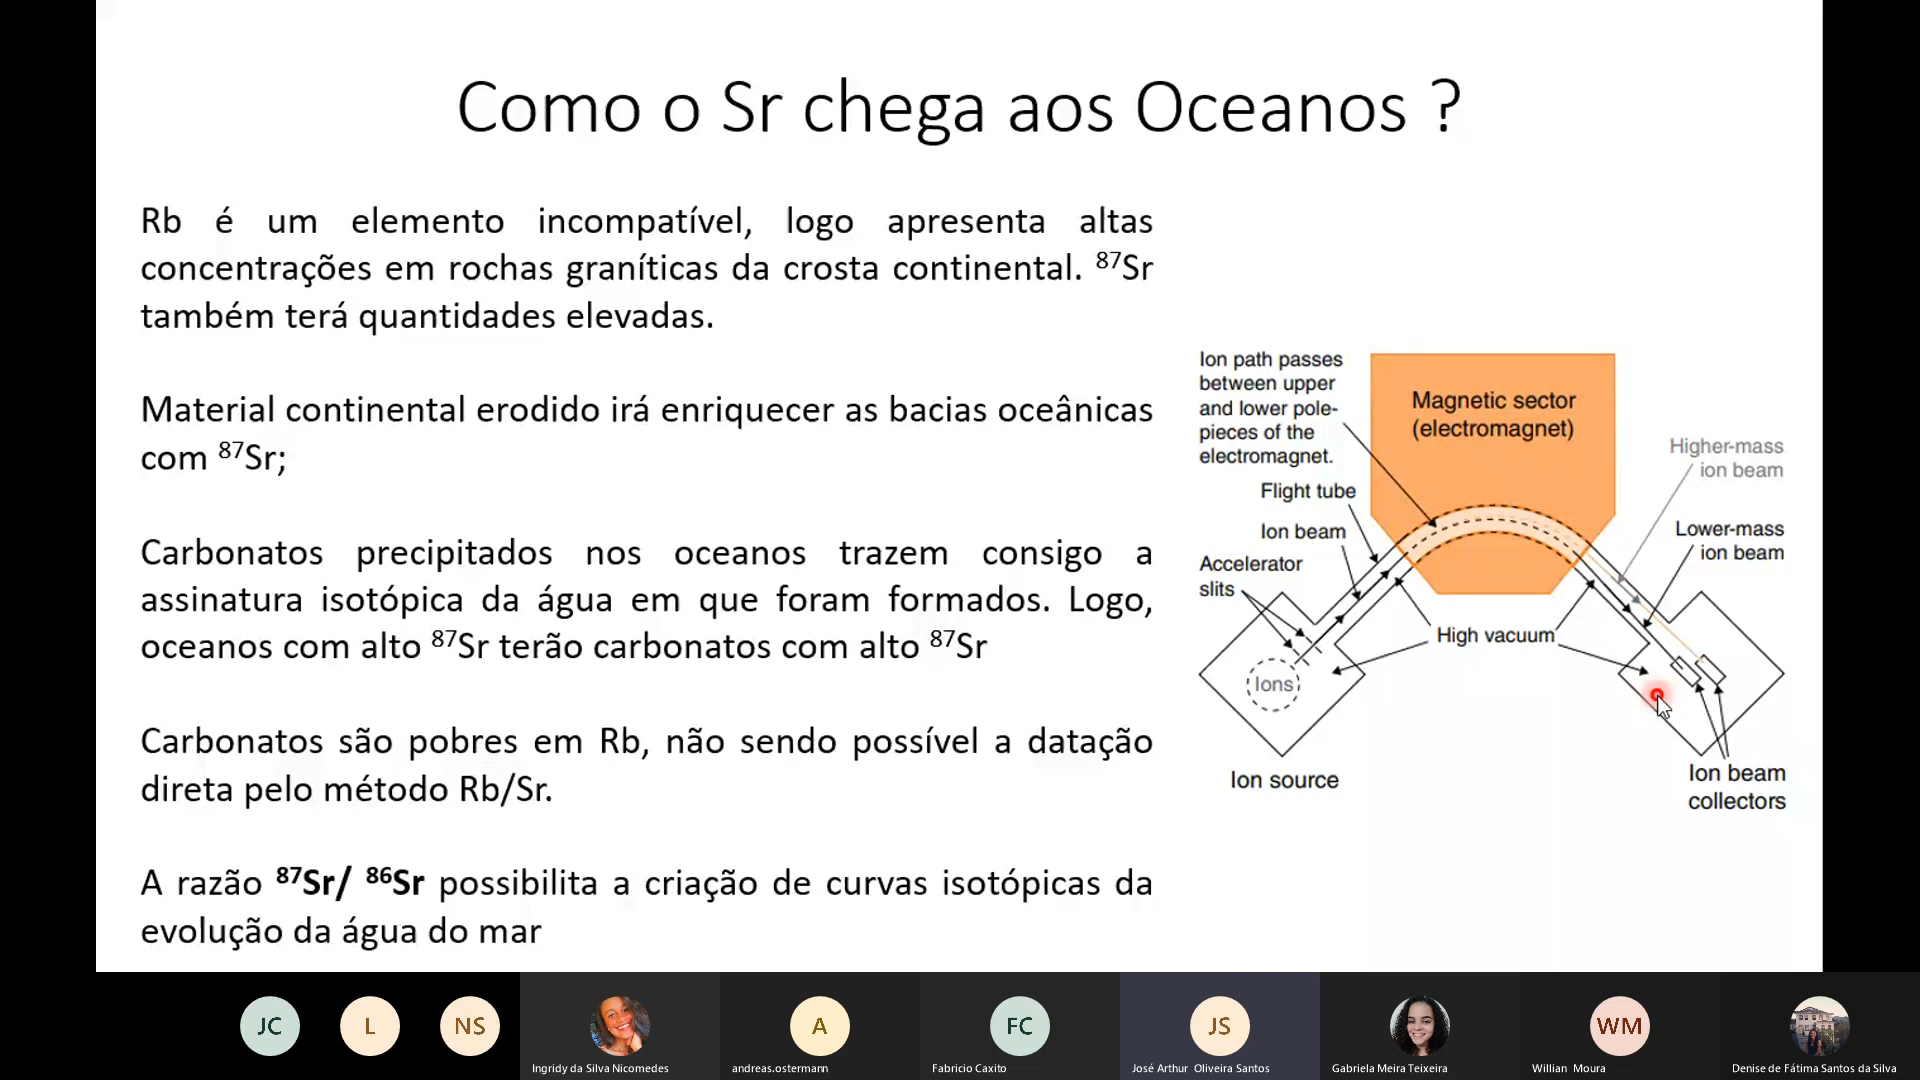 Como o Sr chega aos Oceanos ?
Rb é um elemento incompatível, logo apresenta altas
concentrações em rochas graníticas da crosta continental. ⁸⁷Sr
também terá quantidades elevadas.
Material continental erodido irá enriquecer as bacias oceânicas
com ⁸⁷Sr;
Carbonatos precipitados nos oceanos trazem consigo a
assinatura isotópica da água em que foram formados. Logo,
oceanos com alto ⁸⁷Sr terão carbonatos com alto ⁸⁷Sr
Carbonatos são pobres em Rb, não sendo possível a datação
direta pelo método Rb/Sr.
A razão ⁸⁷Sr/ ⁸⁶Sr possibilita a criação de curvas isotópicas da
evolução da água do mar
Ion path passes
between upper
and lower pole-
pieces of the
electromagnet.
Magnetic sector
(electromagnet)
Higher-mass
ion beam
Flight tube
Ion beam
Lower-mass
ion beam
Accelerator
slits
High vacuum
Ions
Ion source
Ion beam
collectors
JC
L
NS
A
FC
JS
WM
Ingridy da Silva Nicomedes
andreas.ostermann
Fabricio Caxito
José Arthur Oliveira Santos
Gabriela Meira Teixeira
Willian Moura
Denise de Fátima Santos da Silva